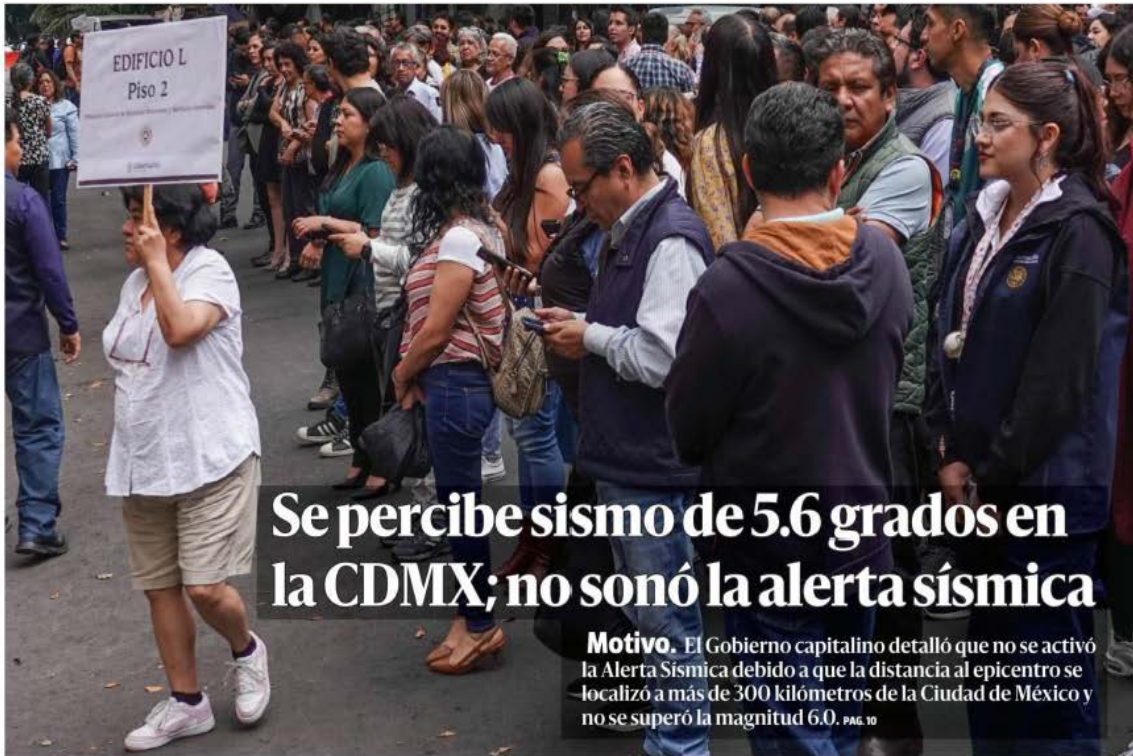 EDIFICIO L
Piso 2
Se percibe sismo de 5.6 grados en
la CDMX; no sonó la alerta sísmica
Motivo. El Gobierno capitalino detalló que no se activó
la Alerta Sísmica debido a que la distancia al epicentro se
localizó a más de 300 kilómetros de la Ciudad de México y
no se superó la magnitud 6.0. PAG. 10